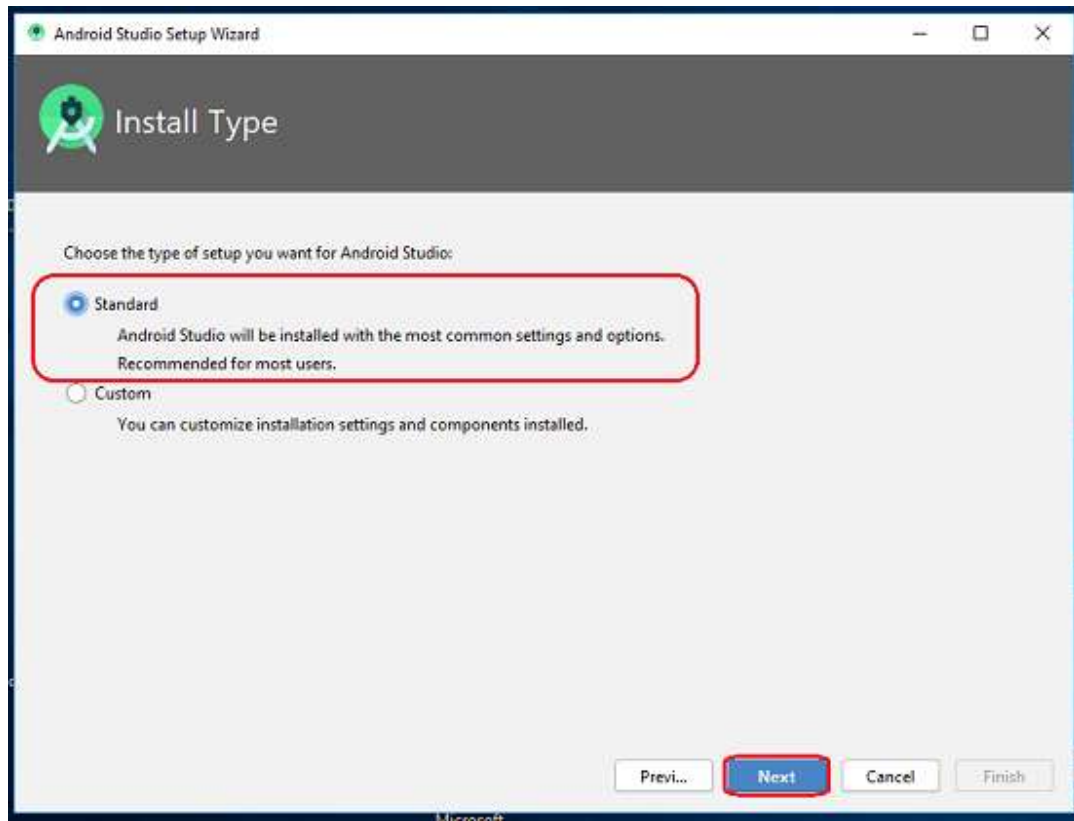 Android Studio Setup Wizard
Install Type
Choose the type of setup you want for Android Studio:
Standard
Android Studio will be installed with the most common settings and options.
Recommended for most users.
Custom
You can customize installation settings and components installed.
Previ... Next Cancel Finish
Microsoft